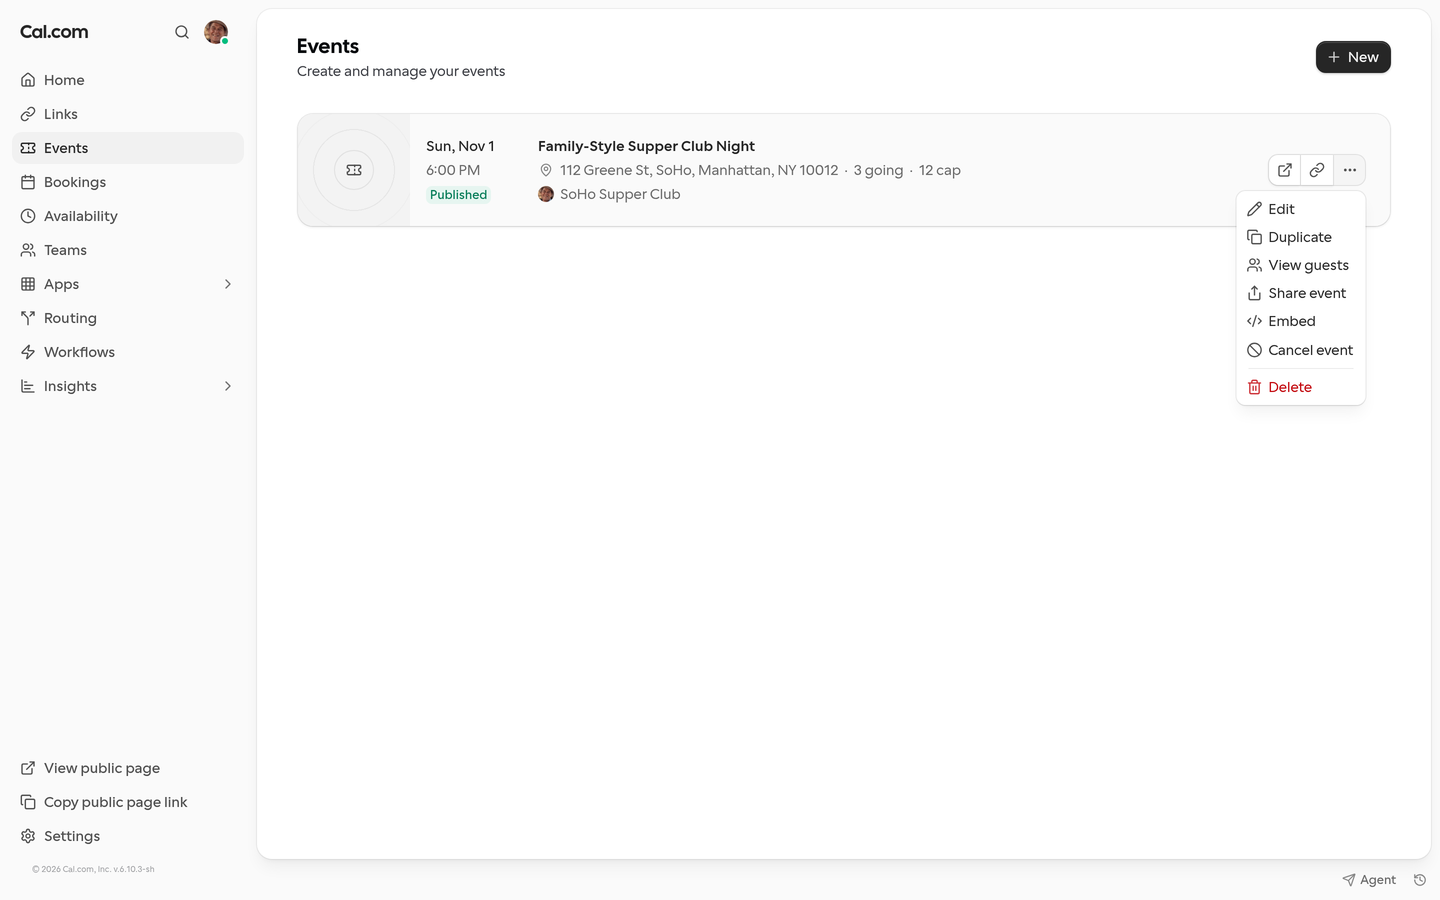 Cal.com
Home
Links
Events
Bookings
Availability
Teams
Apps
Routing
Workflows
Insights
View public page
Copy public page link
Settings
© 2026 Cal.com, Inc. v.6.10.3-sh
Events
Create and manage your events
New
Sun, Nov 1
6:00 PM
Published
Family-Style Supper Club Night
112 Greene St, SoHo, Manhattan, NY 10012 · 3 going · 12 cap
SoHo Supper Club
Edit
Duplicate
View guests
Share event
Embed
Cancel event
Delete
Agent